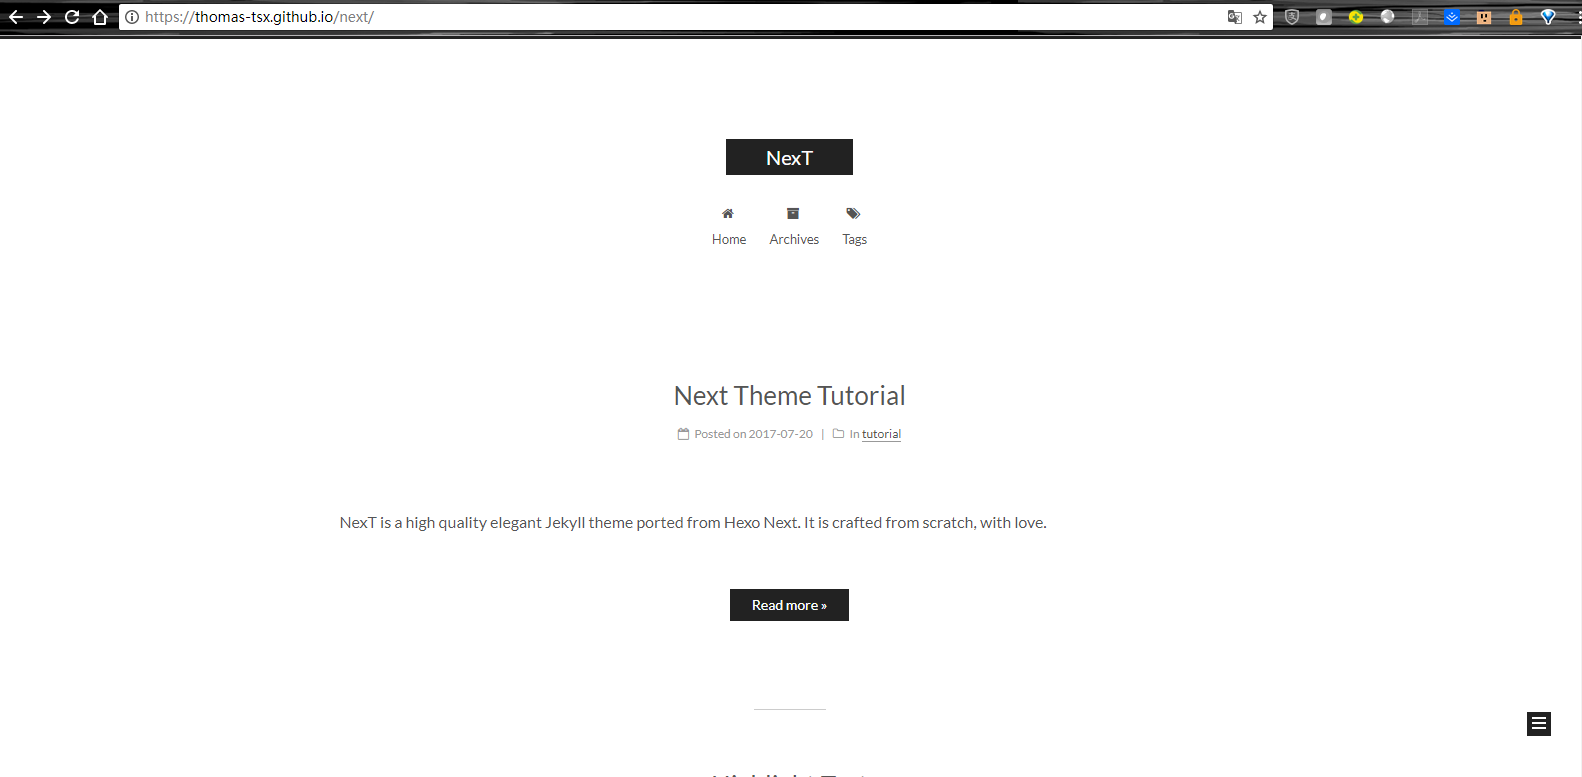 https://thomas-tsx.github.io/next/
NexT
Home Archives Tags
Next Theme Tutorial
Posted on 2017-07-20 | In tutorial
NexT is a high quality elegant Jekyll theme ported from Hexo Next. It is crafted from scratch, with love.
Read more »